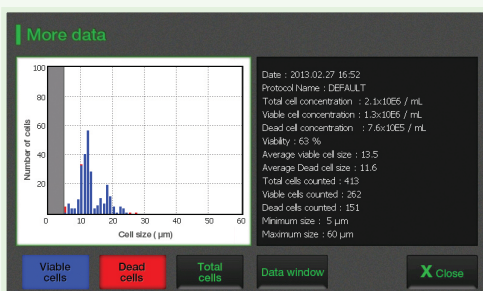 More data
100
80
60
40
20
0
10
20
30
40
50
60
Number of cells
Cell size ( μm)
Date : 2013.02.27 16:52
Protocol Name : DEFAULT
Total cell concentration : 2.1x10E6 / mL
Viable cell concentration : 1.3x10E6 / mL
Dead cell concentration : 7.6x10E5 / mL
Viability : 63 %
Average viable cell size : 13.5
Average Dead cell size : 11.6
Total cells counted : 413
Viable cells counted : 262
Dead cells counted : 151
Minimum size : 5 μm
Maximum size : 60 μm
Viable cells
Dead cells
Total cells
Data window
X Close